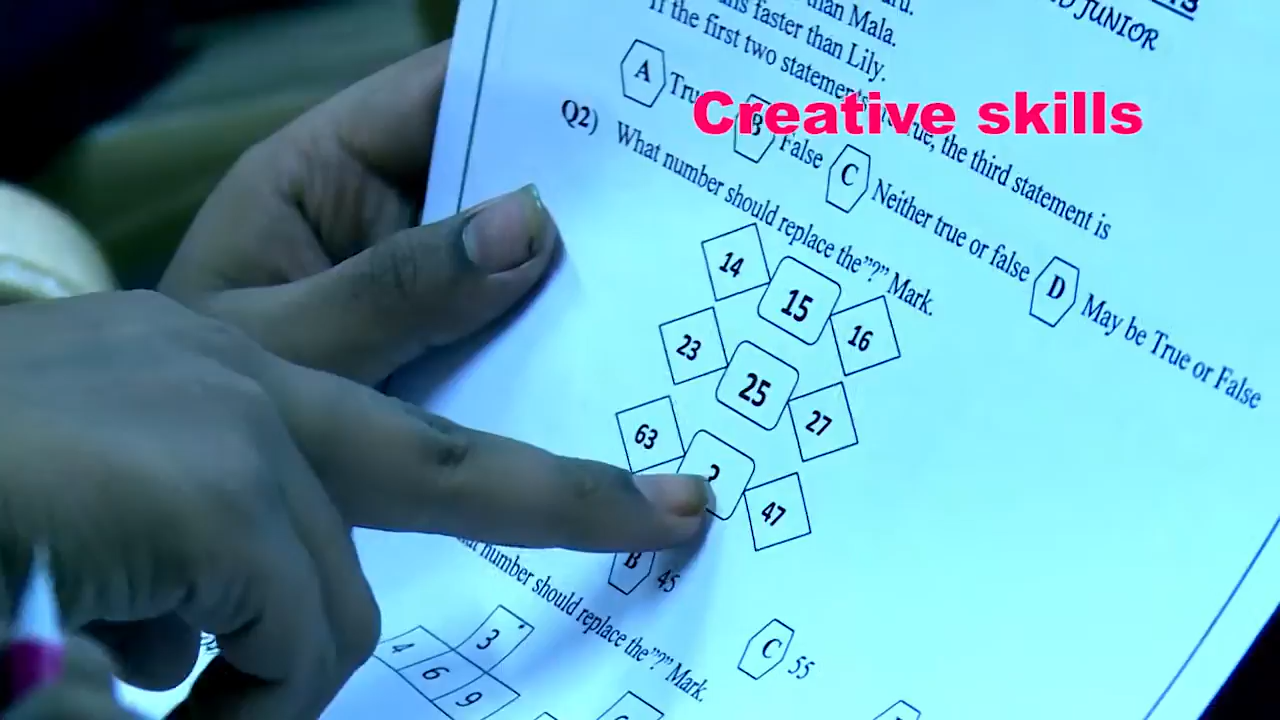 JUNIOR
than Mala.
faster than Lily.
If the first two statements true, the third statement is
A Tru B False C Neither true or false D May be True or False
Creative skills
Q2) What number should replace the"?" Mark.
14 15 16
23 25 27
63 ? 47
B 45
C 55
number should replace the"?" Mark.
3
4 6 9